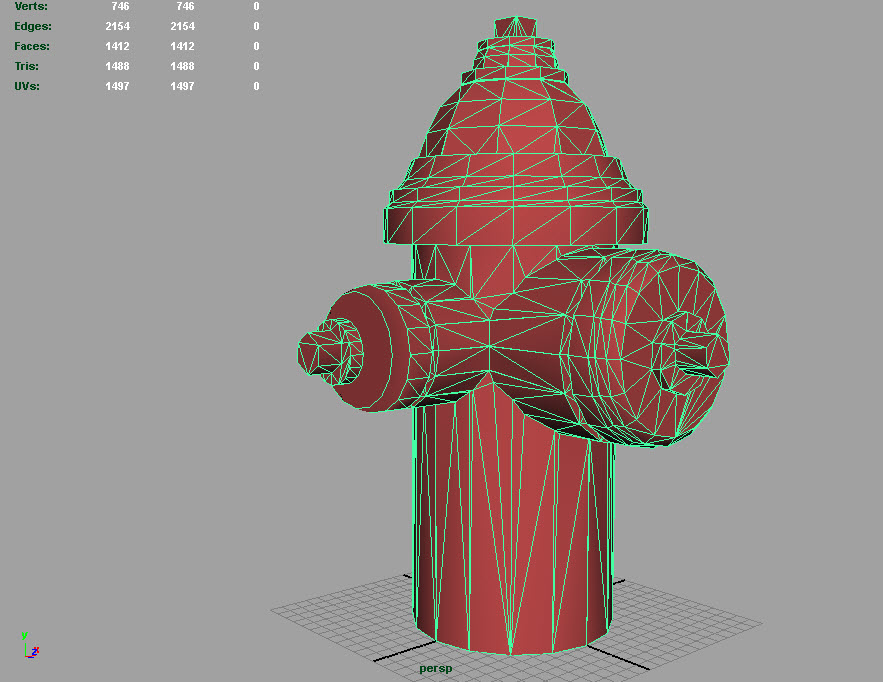 Verts: 746 746 0
Edges: 2154 2154 0
Faces: 1412 1412 0
Tris: 1488 1488 0
UVs: 1497 1497 0
persp